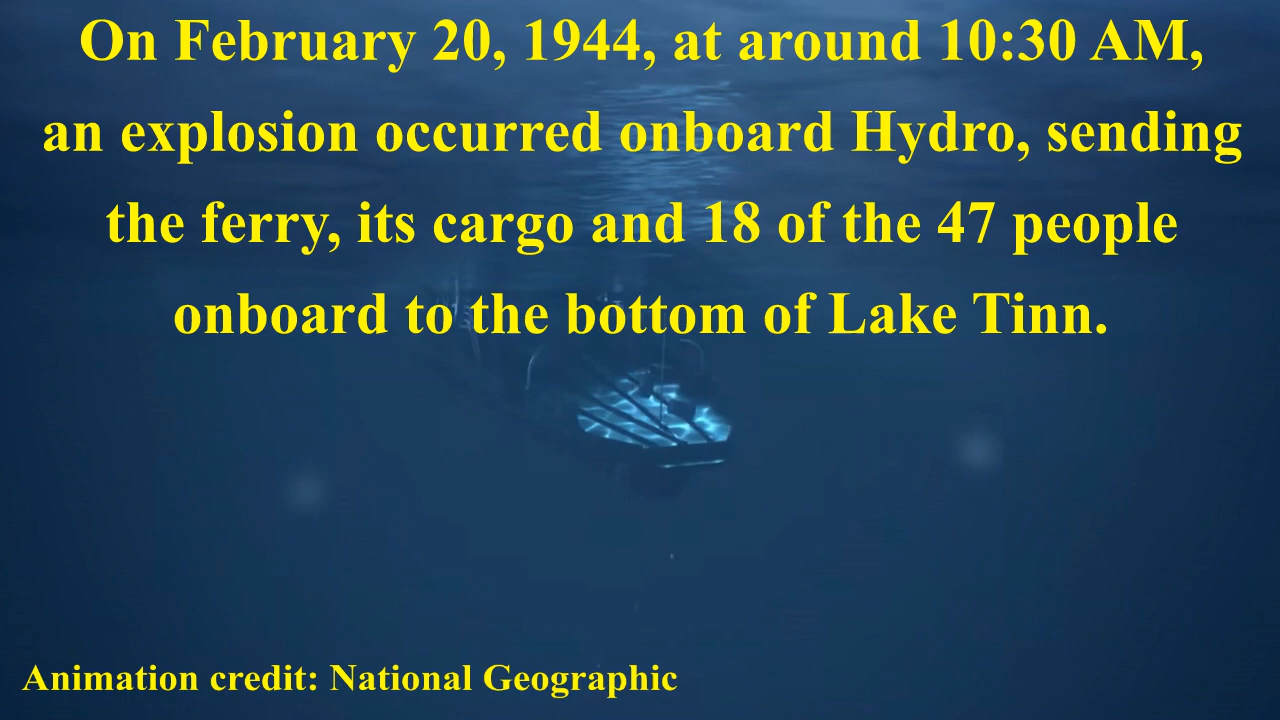 On February 20, 1944, at around 10:30 AM,
an explosion occurred onboard Hydro, sending
the ferry, its cargo and 18 of the 47 people
onboard to the bottom of Lake Tinn.
Animation credit: National Geographic